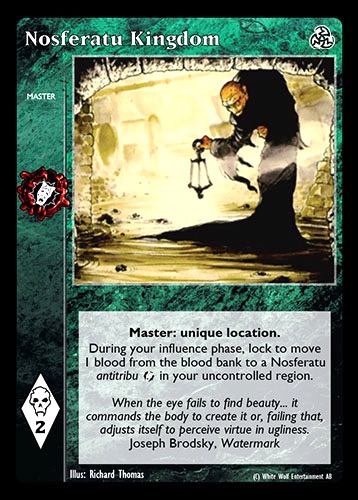 Nosferatu Kingdom
MASTER
Master: unique location.
During your influence phase, lock to move
1 blood from the blood bank to a Nosferatu
antitribu in your uncontrolled region.
When the eye fails to find beauty... it
commands the body to create it or, failing that,
adjusts itself to perceive virtue in ugliness.
Joseph Brodsky, Watermark
2
Illus: Richard Thomas
(C) White Wolf Entertainment AB